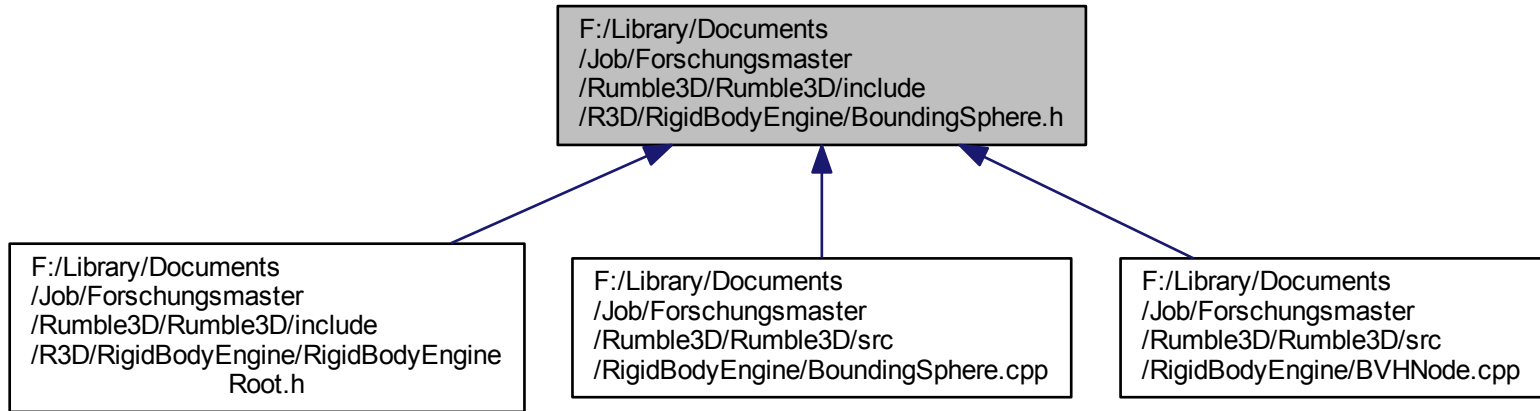 F:/Library/Documents
/Job/Forschungsmaster
/Rumble3D/Rumble3D/include
/R3D/RigidBodyEngine/BoundingSphere.h
F:/Library/Documents
/Job/Forschungsmaster
/Rumble3D/Rumble3D/include
/R3D/RigidBodyEngine/RigidBodyEngine
Root.h
F:/Library/Documents
/Job/Forschungsmaster
/Rumble3D/Rumble3D/src
/RigidBodyEngine/BoundingSphere.cpp
F:/Library/Documents
/Job/Forschungsmaster
/Rumble3D/Rumble3D/src
/RigidBodyEngine/BVHNode.cpp